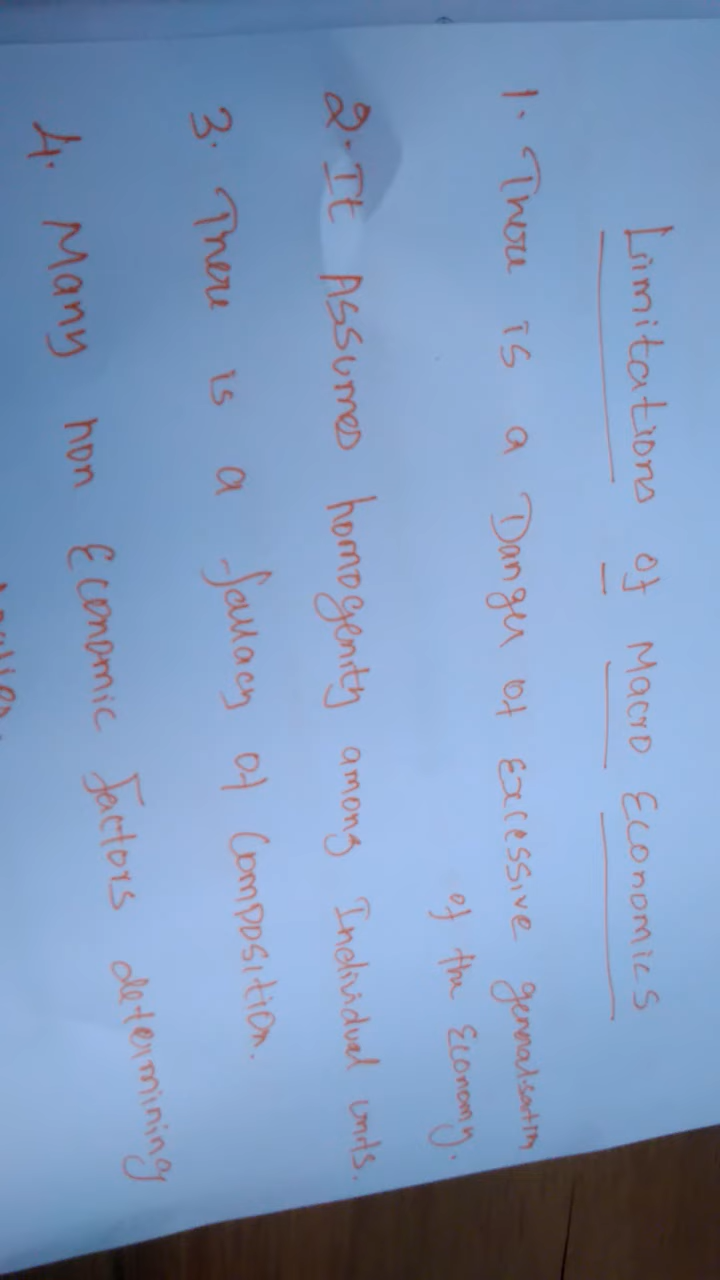 Limitations of Macro Economics
1. There is a Danger of Excessive generalisation
of the Economy.
2. It Assumes homogenity among Individual units.
3. There is a fallacy of Composition.
4. Many non Economic factors determining